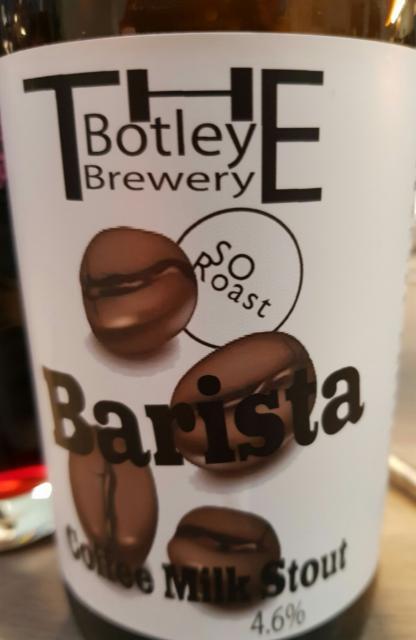 THE
Botley
Brewery
SO
Roast
Barista
Coffee Milk Stout
4.6%